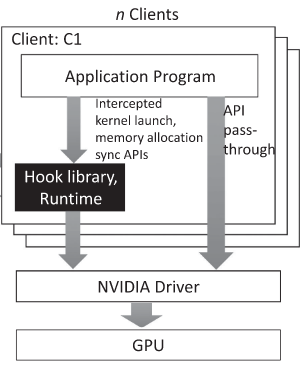 n Clients
Client: C1
Application Program
Intercepted
kernel launch,
memory allocation
sync APIs
API
pass-
through
Hook library,
Runtime
NVIDIA Driver
GPU